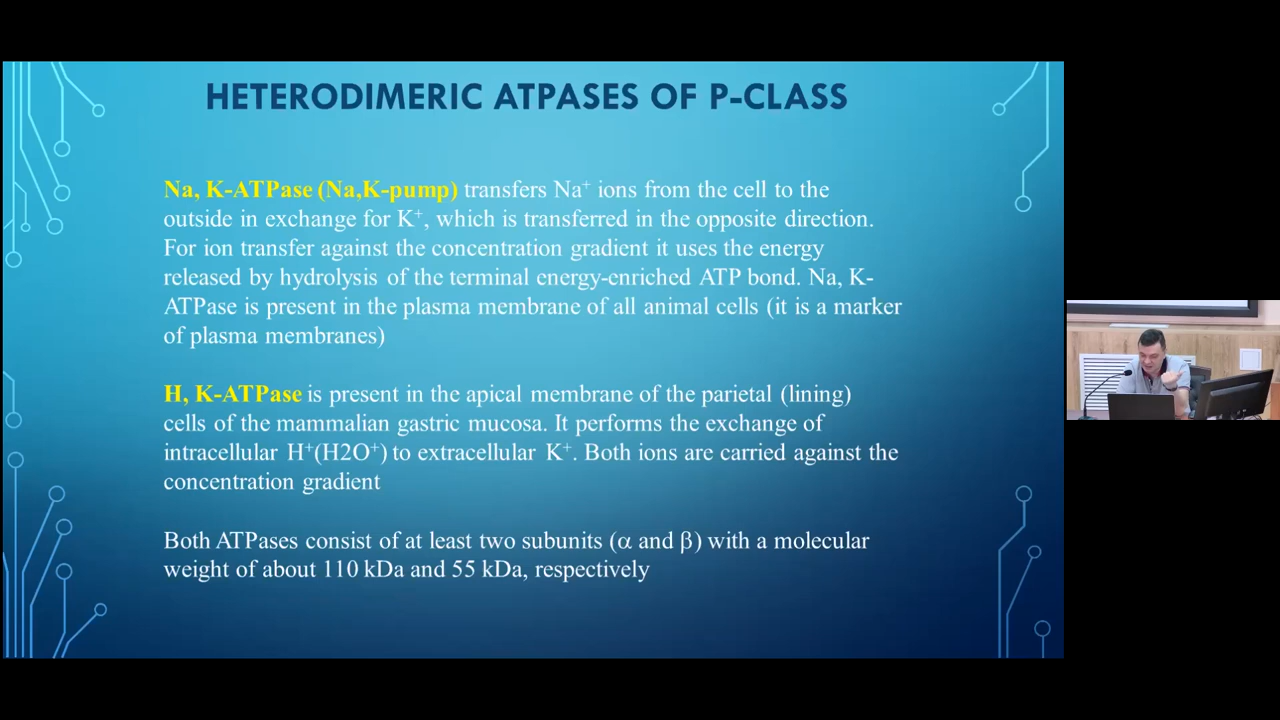 HETERODIMERIC ATPASES OF P-CLASS
Na, K-ATPase (Na,K-pump) transfers Na⁺ ions from the cell to the
outside in exchange for K⁺, which is transferred in the opposite direction.
For ion transfer against the concentration gradient it uses the energy
released by hydrolysis of the terminal energy-enriched ATP bond. Na, K-
ATPase is present in the plasma membrane of all animal cells (it is a marker
of plasma membranes)
H, K-ATPase is present in the apical membrane of the parietal (lining)
cells of the mammalian gastric mucosa. It performs the exchange of
intracellular H⁺(H2O⁺) to extracellular K⁺. Both ions are carried against the
concentration gradient
Both ATPases consist of at least two subunits (α and β) with a molecular
weight of about 110 kDa and 55 kDa, respectively